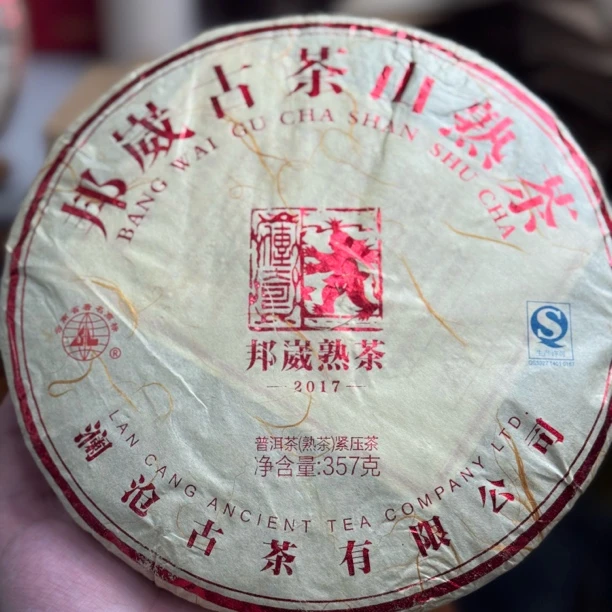 邦崴古茶山熟茶
BANG WAI GU CHA SHAN SHU CHA
邦崴熟茶
2017
普洱茶(熟茶)紧压茶
净含量:357克
LAN CANG ANCIENT TEA COMPANY LTD.
澜沧古茶有限公司